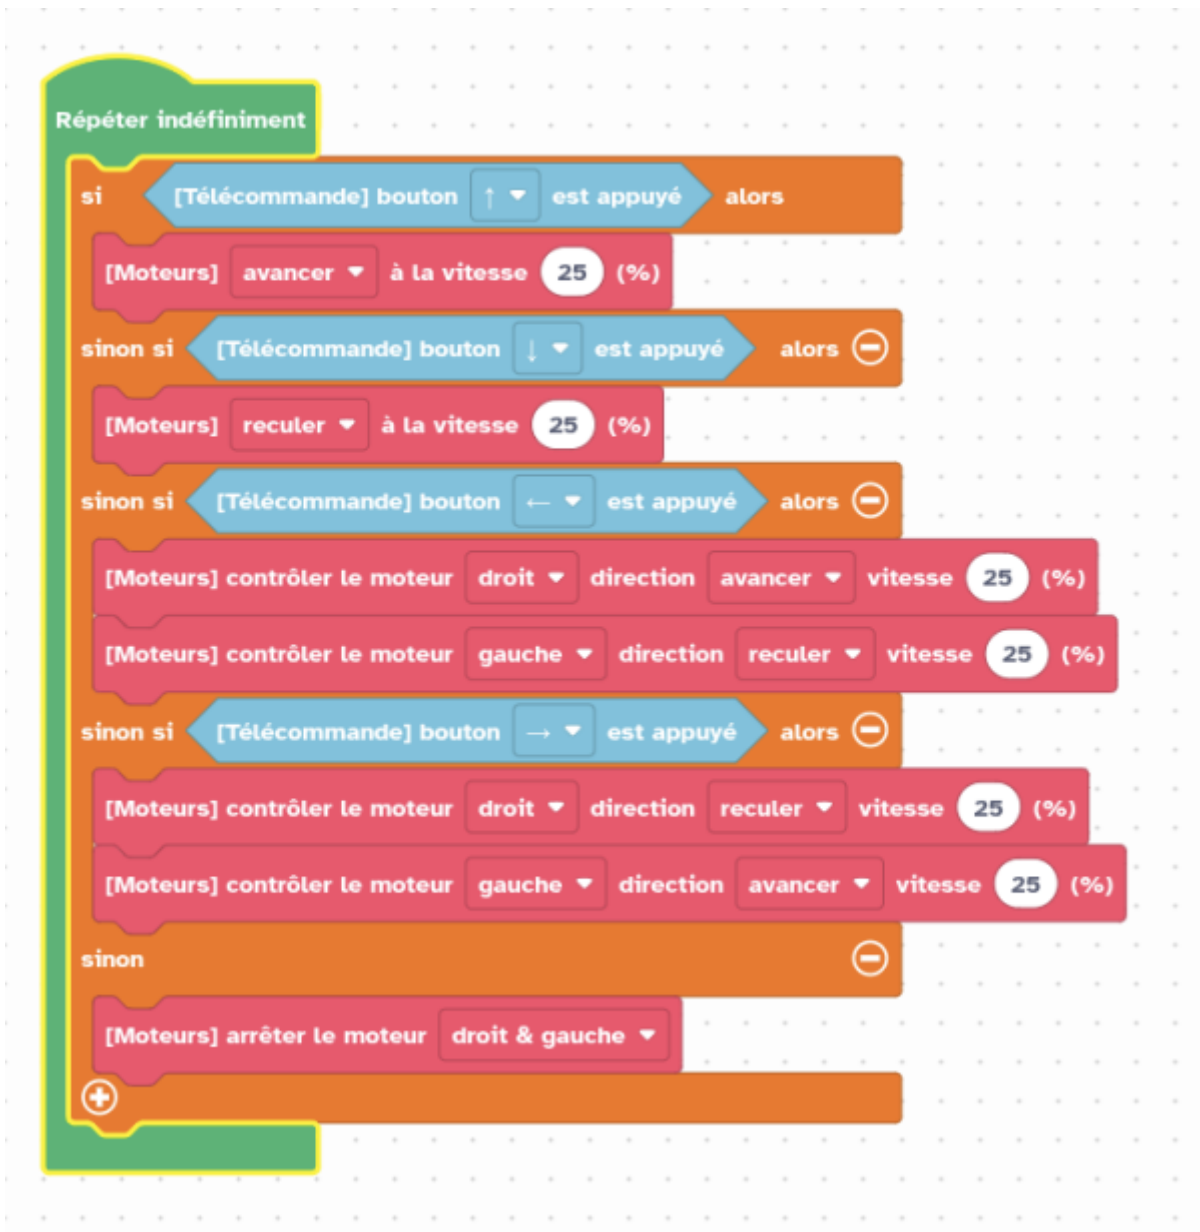 Répéter indéfiniment
si [Télécommande] bouton ↑ est appuyé alors
[Moteurs] avancer à la vitesse 25 (%)
sinon si [Télécommande] bouton ↓ est appuyé alors
[Moteurs] reculer à la vitesse 25 (%)
sinon si [Télécommande] bouton ← est appuyé alors
[Moteurs] contrôler le moteur droit direction avancer vitesse 25 (%)
[Moteurs] contrôler le moteur gauche direction reculer vitesse 25 (%)
sinon si [Télécommande] bouton → est appuyé alors
[Moteurs] contrôler le moteur droit direction reculer vitesse 25 (%)
[Moteurs] contrôler le moteur gauche direction avancer vitesse 25 (%)
sinon
[Moteurs] arrêter le moteur droit & gauche